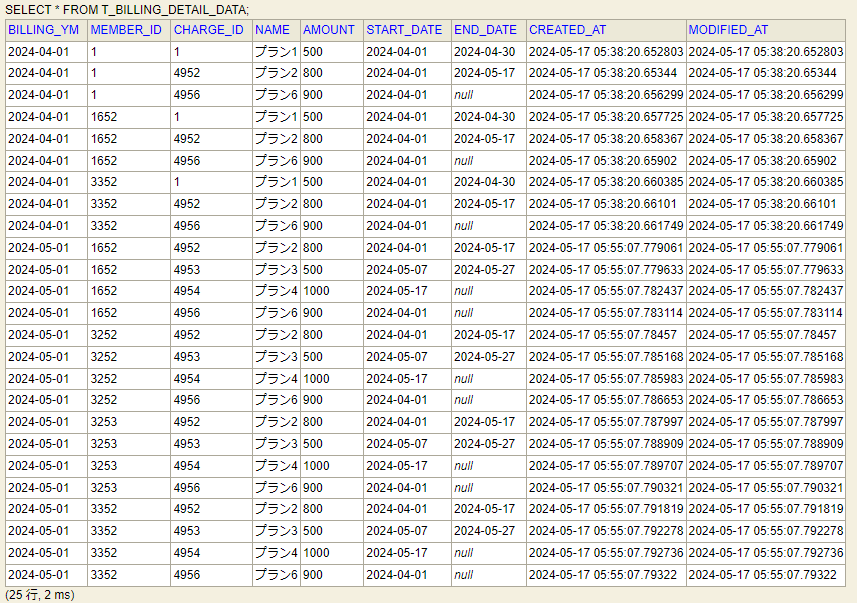 SELECT * FROM T_BILLING_DETAIL_DATA;
BILLING_YM MEMBER_ID CHARGE_ID NAME AMOUNT START_DATE END_DATE CREATED_AT MODIFIED_AT
2024-04-01 1 1 プラン1 500 2024-04-01 2024-04-30 2024-05-17 05:38:20.652803 2024-05-17 05:38:20.652803
2024-04-01 1 4952 プラン2 800 2024-04-01 2024-05-17 2024-05-17 05:38:20.65344 2024-05-17 05:38:20.65344
2024-04-01 1 4956 プラン6 900 2024-04-01 null 2024-05-17 05:38:20.656299 2024-05-17 05:38:20.656299
2024-04-01 1652 1 プラン1 500 2024-04-01 2024-04-30 2024-05-17 05:38:20.657725 2024-05-17 05:38:20.657725
2024-04-01 1652 4952 プラン2 800 2024-04-01 2024-05-17 2024-05-17 05:38:20.658367 2024-05-17 05:38:20.658367
2024-04-01 1652 4956 プラン6 900 2024-04-01 null 2024-05-17 05:38:20.65902 2024-05-17 05:38:20.65902
2024-04-01 3352 1 プラン1 500 2024-04-01 2024-04-30 2024-05-17 05:38:20.660385 2024-05-17 05:38:20.660385
2024-04-01 3352 4952 プラン2 800 2024-04-01 2024-05-17 2024-05-17 05:38:20.66101 2024-05-17 05:38:20.66101
2024-04-01 3352 4956 プラン6 900 2024-04-01 null 2024-05-17 05:38:20.661749 2024-05-17 05:38:20.661749
2024-05-01 1652 4952 プラン2 800 2024-04-01 2024-05-17 2024-05-17 05:55:07.779061 2024-05-17 05:55:07.779061
2024-05-01 1652 4953 プラン3 500 2024-05-07 2024-05-27 2024-05-17 05:55:07.779633 2024-05-17 05:55:07.779633
2024-05-01 1652 4954 プラン4 1000 2024-05-17 null 2024-05-17 05:55:07.782437 2024-05-17 05:55:07.782437
2024-05-01 1652 4956 プラン6 900 2024-04-01 null 2024-05-17 05:55:07.783114 2024-05-17 05:55:07.783114
2024-05-01 3252 4952 プラン2 800 2024-04-01 2024-05-17 2024-05-17 05:55:07.78457 2024-05-17 05:55:07.78457
2024-05-01 3252 4953 プラン3 500 2024-05-07 2024-05-27 2024-05-17 05:55:07.785168 2024-05-17 05:55:07.785168
2024-05-01 3252 4954 プラン4 1000 2024-05-17 null 2024-05-17 05:55:07.785983 2024-05-17 05:55:07.785983
2024-05-01 3252 4956 プラン6 900 2024-04-01 null 2024-05-17 05:55:07.786653 2024-05-17 05:55:07.786653
2024-05-01 3253 4952 プラン2 800 2024-04-01 2024-05-17 2024-05-17 05:55:07.787997 2024-05-17 05:55:07.787997
2024-05-01 3253 4953 プラン3 500 2024-05-07 2024-05-27 2024-05-17 05:55:07.788909 2024-05-17 05:55:07.788909
2024-05-01 3253 4954 プラン4 1000 2024-05-17 null 2024-05-17 05:55:07.789707 2024-05-17 05:55:07.789707
2024-05-01 3253 4956 プラン6 900 2024-04-01 null 2024-05-17 05:55:07.790321 2024-05-17 05:55:07.790321
2024-05-01 3352 4952 プラン2 800 2024-04-01 2024-05-17 2024-05-17 05:55:07.791819 2024-05-17 05:55:07.791819
2024-05-01 3352 4953 プラン3 500 2024-05-07 2024-05-27 2024-05-17 05:55:07.792278 2024-05-17 05:55:07.792278
2024-05-01 3352 4954 プラン4 1000 2024-05-17 null 2024-05-17 05:55:07.792736 2024-05-17 05:55:07.792736
2024-05-01 3352 4956 プラン6 900 2024-04-01 null 2024-05-17 05:55:07.79322 2024-05-17 05:55:07.79322
(25 行, 2 ms)